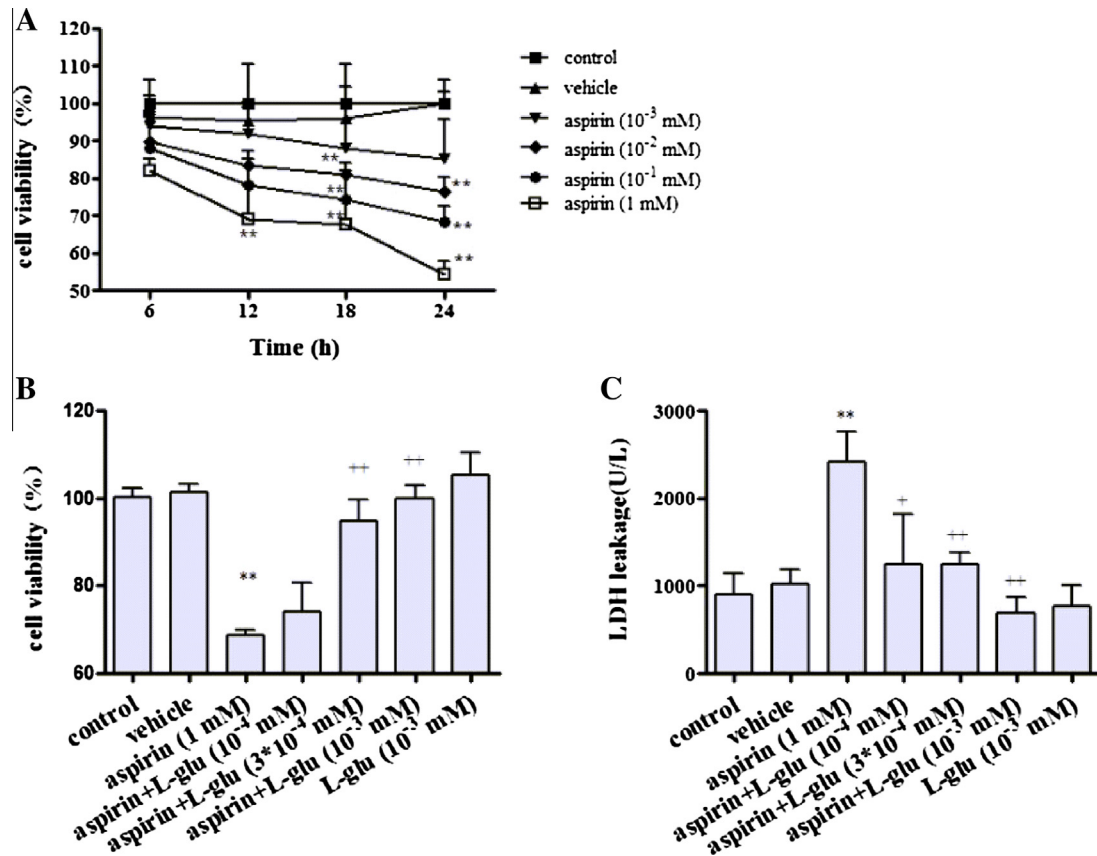 A
120
110
100
90
80
70
60
50
cell viability (%)
6 12 18 24
Time (h)
**
**
**
**
**
**
**
control
vehicle
aspirin (10⁻³ mM)
aspirin (10⁻² mM)
aspirin (10⁻¹ mM)
aspirin (1 mM)
B
120
100
80
60
cell viability (%)
**
++
++
control
vehicle
aspirin (1 mM)
aspirin+L-glu (10⁻⁴ mM)
aspirin+L-glu (3*10⁻⁴ mM)
aspirin+L-glu (10⁻³ mM)
L-glu (10⁻³ mM)
C
3000
2000
1000
0
LDH leakage(U/L)
**
+
++
++
control
vehicle
aspirin (1 mM)
aspirin+L-glu (10⁻⁴ mM)
aspirin+L-glu (3*10⁻⁴ mM)
aspirin+L-glu (10⁻³ mM)
L-glu (10⁻³ mM)